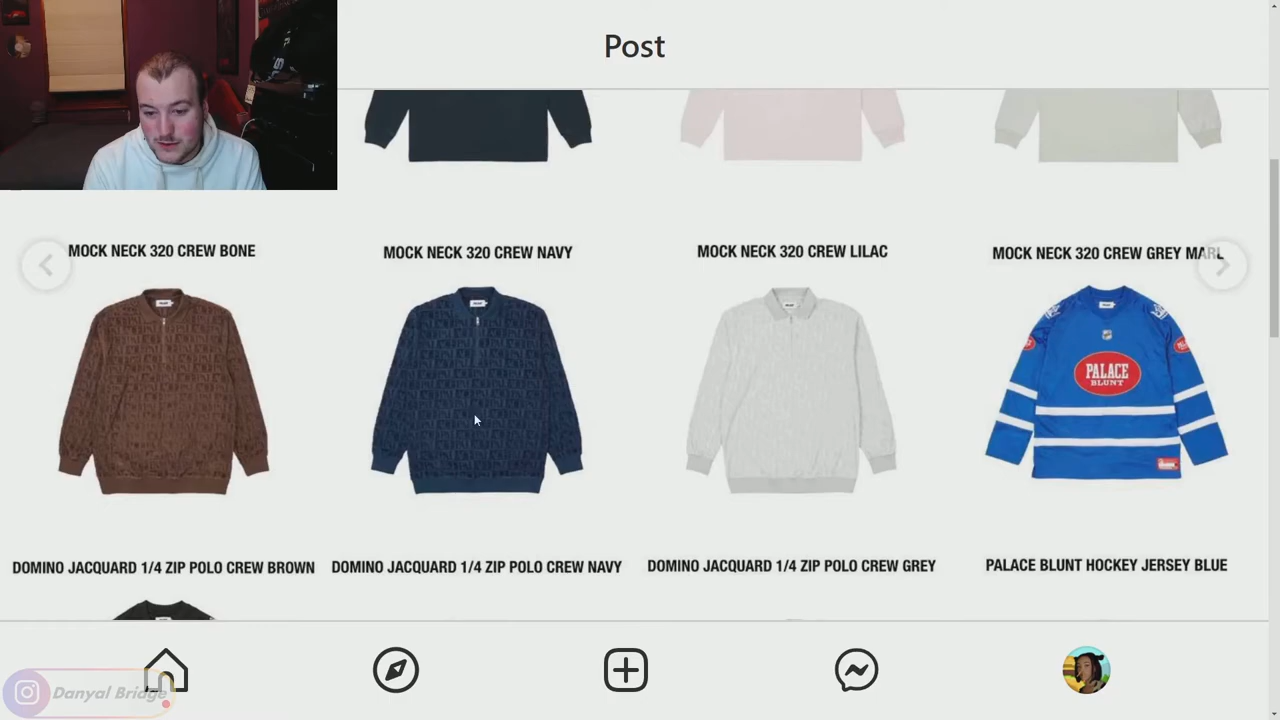 Post
MOCK NECK 320 CREW BONE
MOCK NECK 320 CREW NAVY
MOCK NECK 320 CREW LILAC
MOCK NECK 320 CREW GREY MARL
PALACE
BLUNT
DOMINO JACQUARD 1/4 ZIP POLO CREW BROWN
DOMINO JACQUARD 1/4 ZIP POLO CREW NAVY
DOMINO JACQUARD 1/4 ZIP POLO CREW GREY
PALACE BLUNT HOCKEY JERSEY BLUE
Danyal Bridge